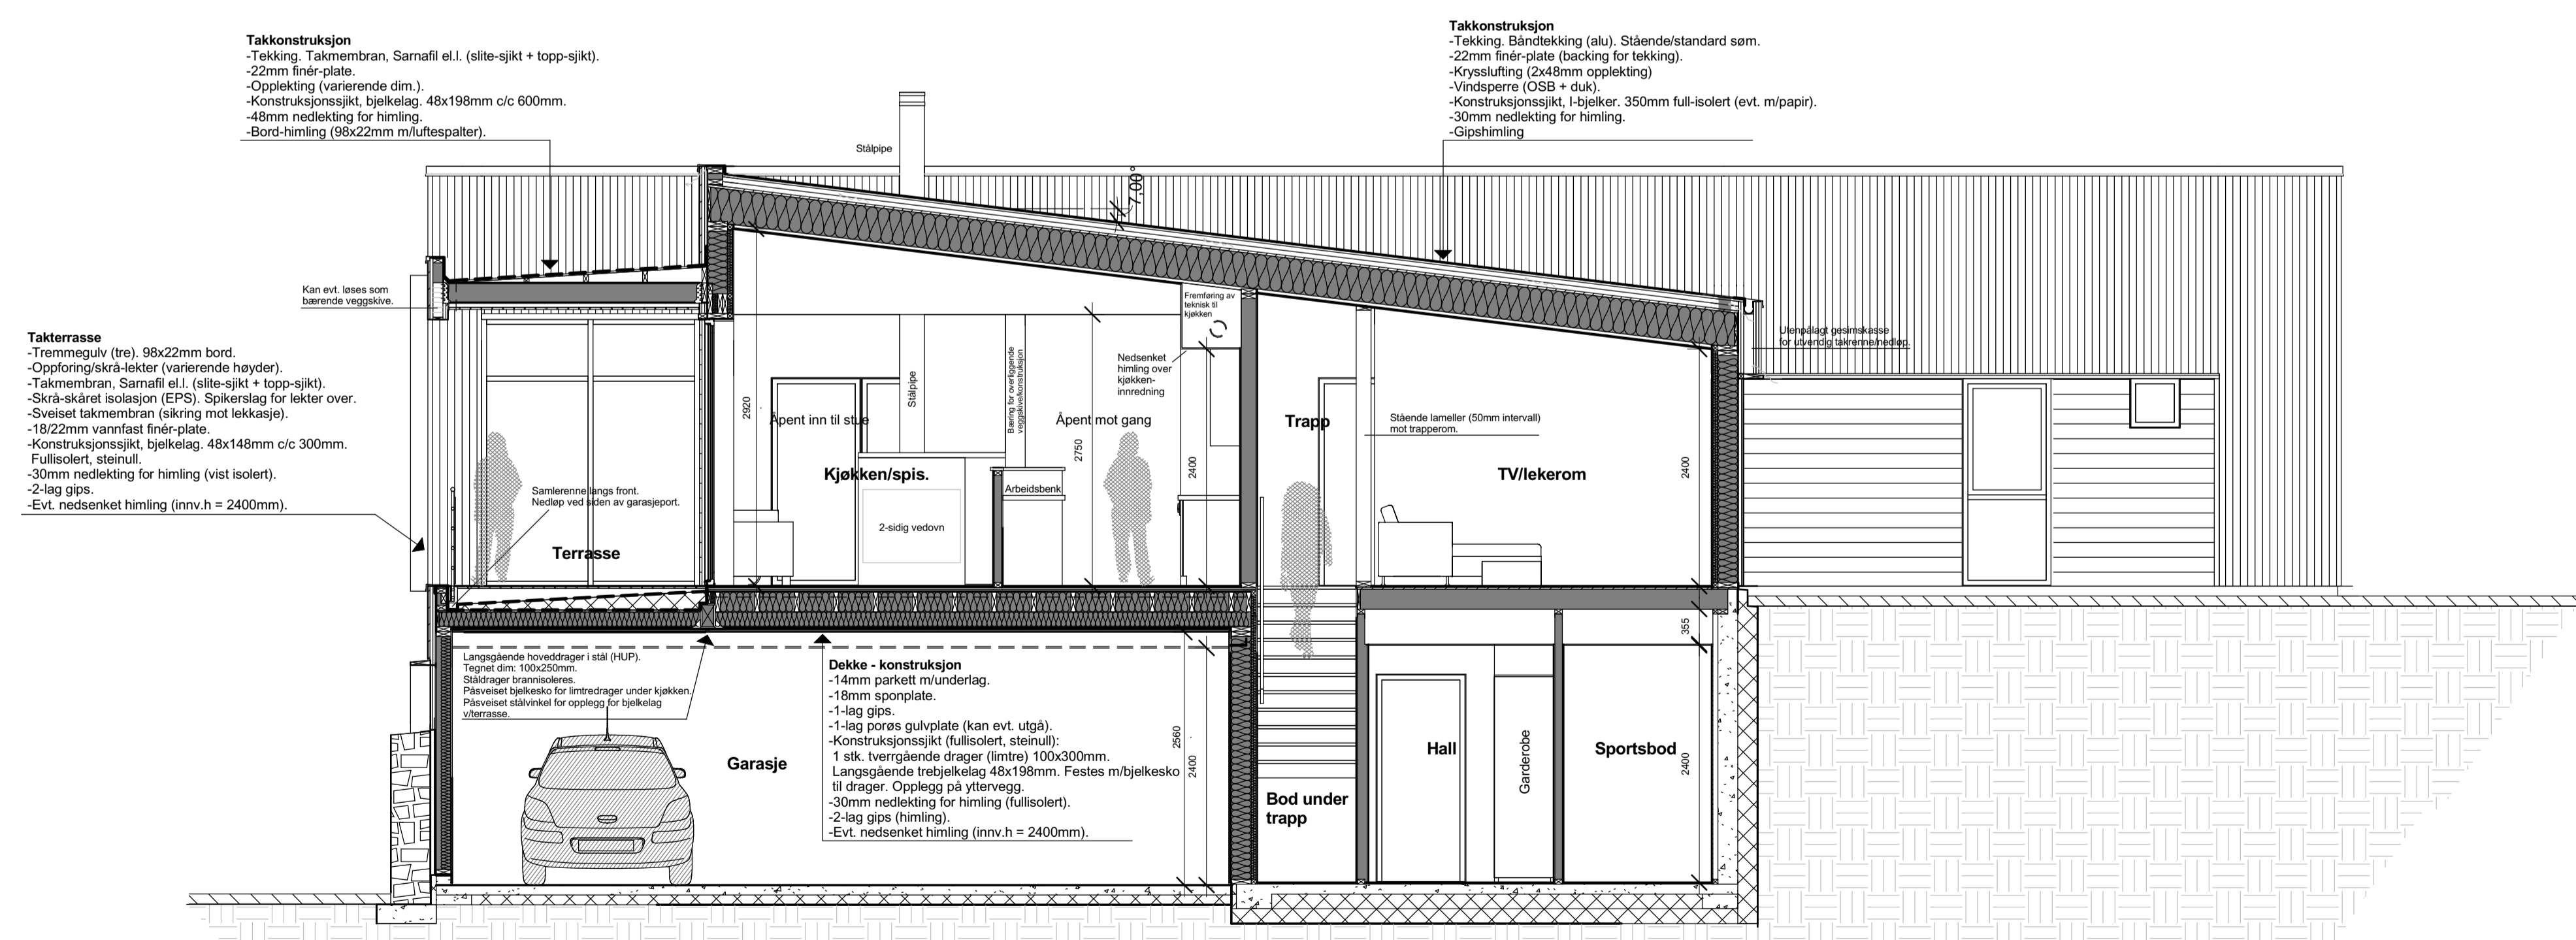 Takkonstruksjon
-Tekking. Takmembran, Sarnafil el.l. (slite-sjikt + topp-sjikt).
-22mm finér-plate.
-Opplekting (varierende dim.).
-Konstruksjonssjikt, bjelkelag. 48x198mm c/c 600mm.
-48mm nedlekting for himling.
-Bord-himling (98x22mm m/luftespalter).
Takkonstruksjon
-Tekking. Båndtekking (alu). Stående/standard søm.
-22mm finér-plate (backing for tekking).
-Kryssluftning (2x48mm opplekting)
-Vindsperre (OSB + duk).
-Konstruksjonssjikt, I-bjelker. 350mm full-isolert (evt. m/papir).
-30mm nedlekting for himling.
-Gipshimling
Stålpipe
7,00°
Kan evt. løses som
bærende veggskive.
Takterrasse
-Tremmegulv (tre). 98x22mm bord.
-Oppforing/skrå-lekter (varierende høyder).
-Takmembran, Sarnafil el.l. (slite-sjikt + topp-sjikt).
-Skrå-skåret isolasjon (EPS). Spikerslag for lekter over.
-Sveiset takmembran (sikring mot lekkasje).
-18/22mm vannfast finér-plate.
-Konstruksjonssjikt, bjelkelag. 48x148mm c/c 300mm.
Fullisolert, steinull.
-30mm nedlekting for himling (vist isolert).
-2-lag gips.
-Evt. nedsenket himling (innv.h = 2400mm).
Samlerenne langs front.
Nedløp ved siden av garasjeport.
Terrasse
2920
Åpent inn til stue
Stålpipe
Kjøkken/spis.
2-sidig vedovn
Bæring for overliggende
veggskive/konstruksjon
Arbeidsbenk
Åpent mot gang
2750
Fremføring av
teknisk til
kjøkken
Nedsenket
himling over
kjøkken-
innredning
2400
Trapp
Stående lameller (50mm intervall)
mot trapperom.
TV/lekerom
2400
Utenpålagt gesimskasse
for utvendig takrenne/nedløp.
355
Langsgående hoveddrager i stål (HUP).
Tegnet dim: 100x250mm.
Ståldrager brannisoleres.
Påsveiset bjelkesko for limtredrager under kjøkken.
Påsveiset stålvinkel for opplegg for bjelkelag
v/terrasse.
Garasje
Dekke - konstruksjon
-14mm parkett m/underlag.
-18mm sponplate.
-1-lag gips.
-1-lag porøs gulvplate (kan evt. utgå).
-Konstruksjonssjikt (fullisolert, steinull):
1 stk. tverrgående drager (limtre) 100x300mm.
Langsgående trebjelkelag 48x198mm. Festes m/bjelkesko
til drager. Opplegg på yttervegg.
-30mm nedlekting for himling (fullisolert).
-2-lag gips (himling).
-Evt. nedsenket himling (innv.h = 2400mm).
2560
2400
Bod under
trapp
Hall
Garderobe
Sportsbod
2400